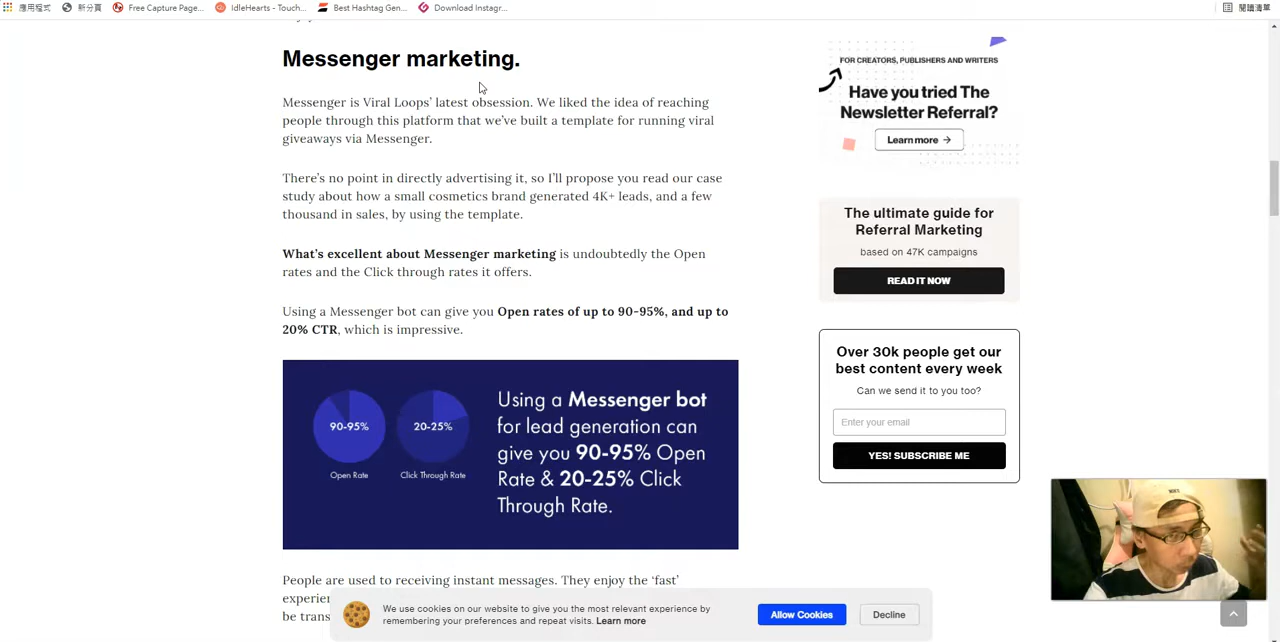 應用程式
新分頁
Free Capture Page...
IdleHearts - Touch...
Best Hashtag Gen...
Download Instagr...
閱讀清單
Messenger marketing.
Messenger is Viral Loops’ latest obsession. We liked the idea of reaching
people through this platform that we’ve built a template for running viral
giveaways via Messenger.
There’s no point in directly advertising it, so I’ll propose you read our case
study about how a small cosmetics brand generated 4K+ leads, and a few
thousand in sales, by using the template.
What’s excellent about Messenger marketing is undoubtedly the Open
rates and the Click through rates it offers.
Using a Messenger bot can give you Open rates of up to 90-95%, and up to
20% CTR, which is impressive.
90-95%
Open Rate
20-25%
Click Through Rate
Using a Messenger bot
for lead generation can
give you 90-95% Open
Rate & 20-25% Click
Through Rate.
People are used to receiving instant messages. They enjoy the ‘fast’
experien
be trans
FOR CREATORS, PUBLISHERS AND WRITERS
Have you tried The
Newsletter Referral?
Learn more →
The ultimate guide for
Referral Marketing
based on 47K campaigns
READ IT NOW
Over 30k people get our
best content every week
Can we send it to you too?
Enter your email
YES! SUBSCRIBE ME
We use cookies on our website to give you the most relevant experience by
remembering your preferences and repeat visits. Learn more
Allow Cookies
Decline